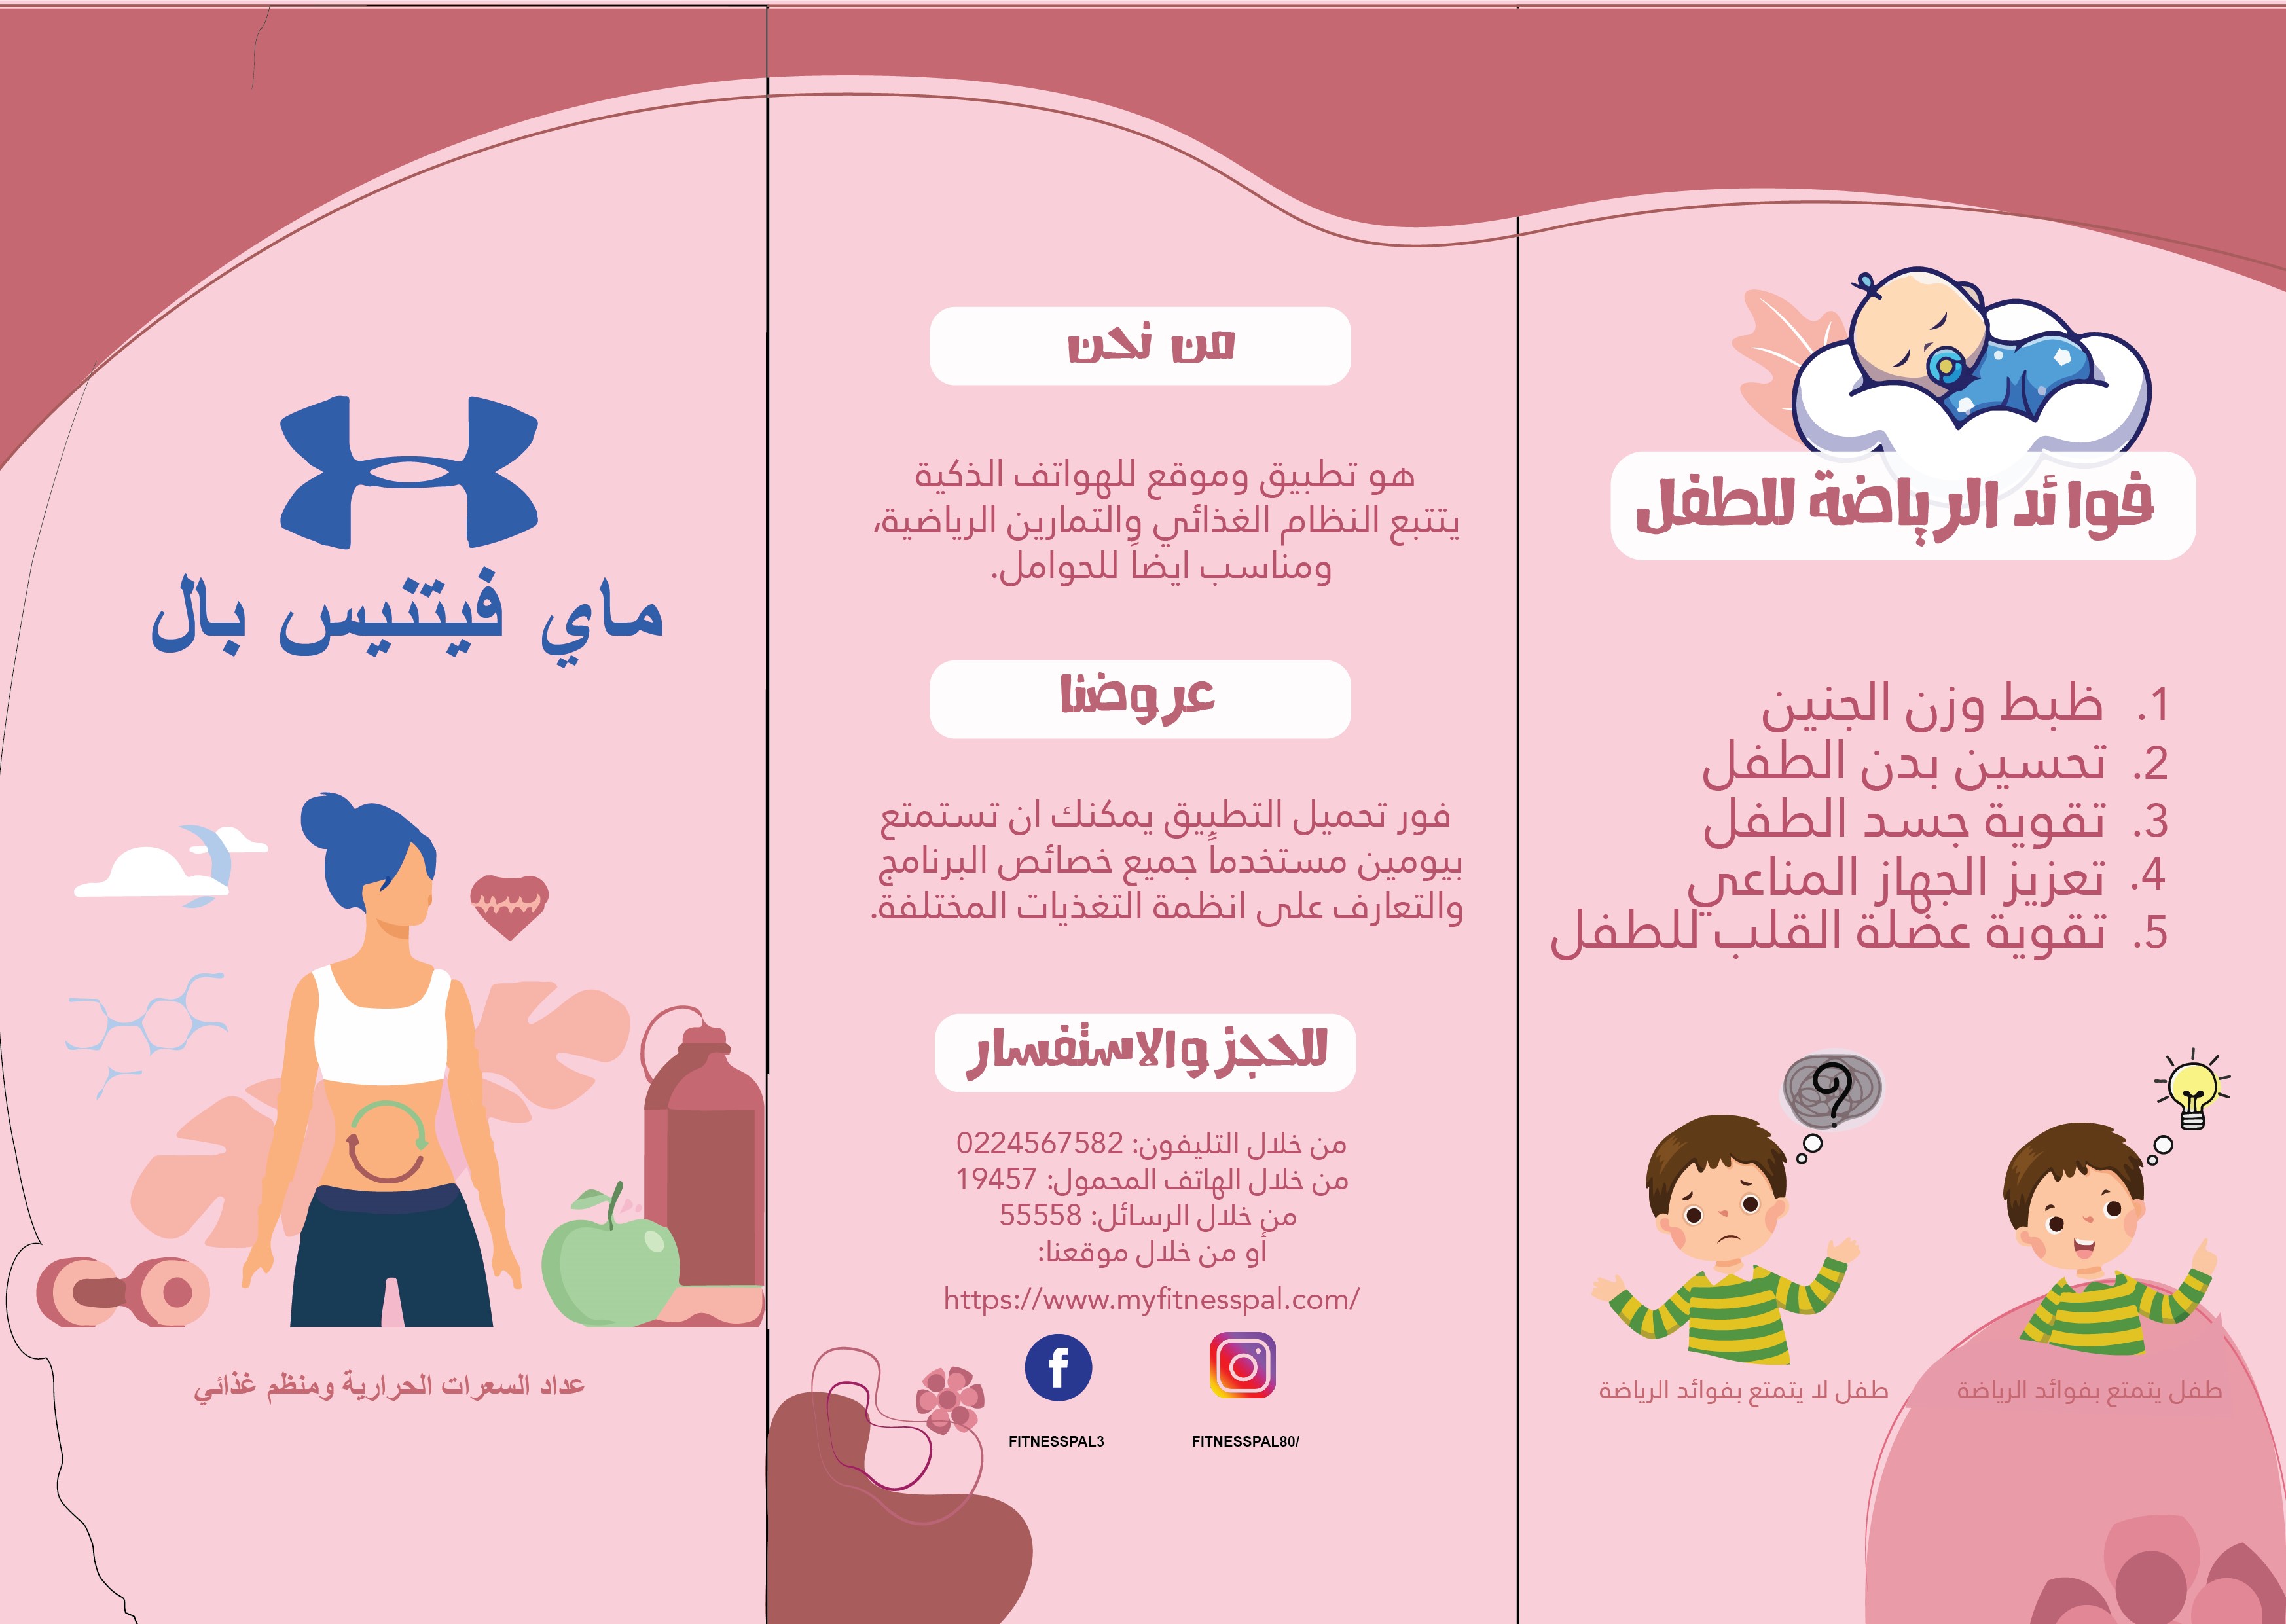 فوائد الرياضة للطفل
1. ظبط وزن الجنين
2. تحسين بدن الطفل
3. تقوية جسد الطفل
4. تعزيز الجهاز المناعي
5. تقوية عضلة القلب للطفل
طفل يتمتع بفوائد الرياضة
طفل لا يتمتع بفوائد الرياضة
من نحن
هو تطبيق وموقع للهواتف الذكية
يتتبع النظام الغذائي والتمارين الرياضية،
ومناسب ايضاً للحوامل.
عروضنا
فور تحميل التطبيق يمكنك ان تستمتع
بيومين مستخدماً جميع خصائص البرنامج
والتعارف على انظمة التغذيات المختلفة.
للحجز والاستفسار
من خلال التليفون: 0224567582
من خلال الهاتف المحمول: 19457
من خلال الرسائل: 55558
أو من خلال موقعنا:
https://www.myfitnesspal.com/
FITNESSPAL3
FITNESSPAL80/
ماي فيتنيس بال
عداد السعرات الحرارية ومنظم غذائي